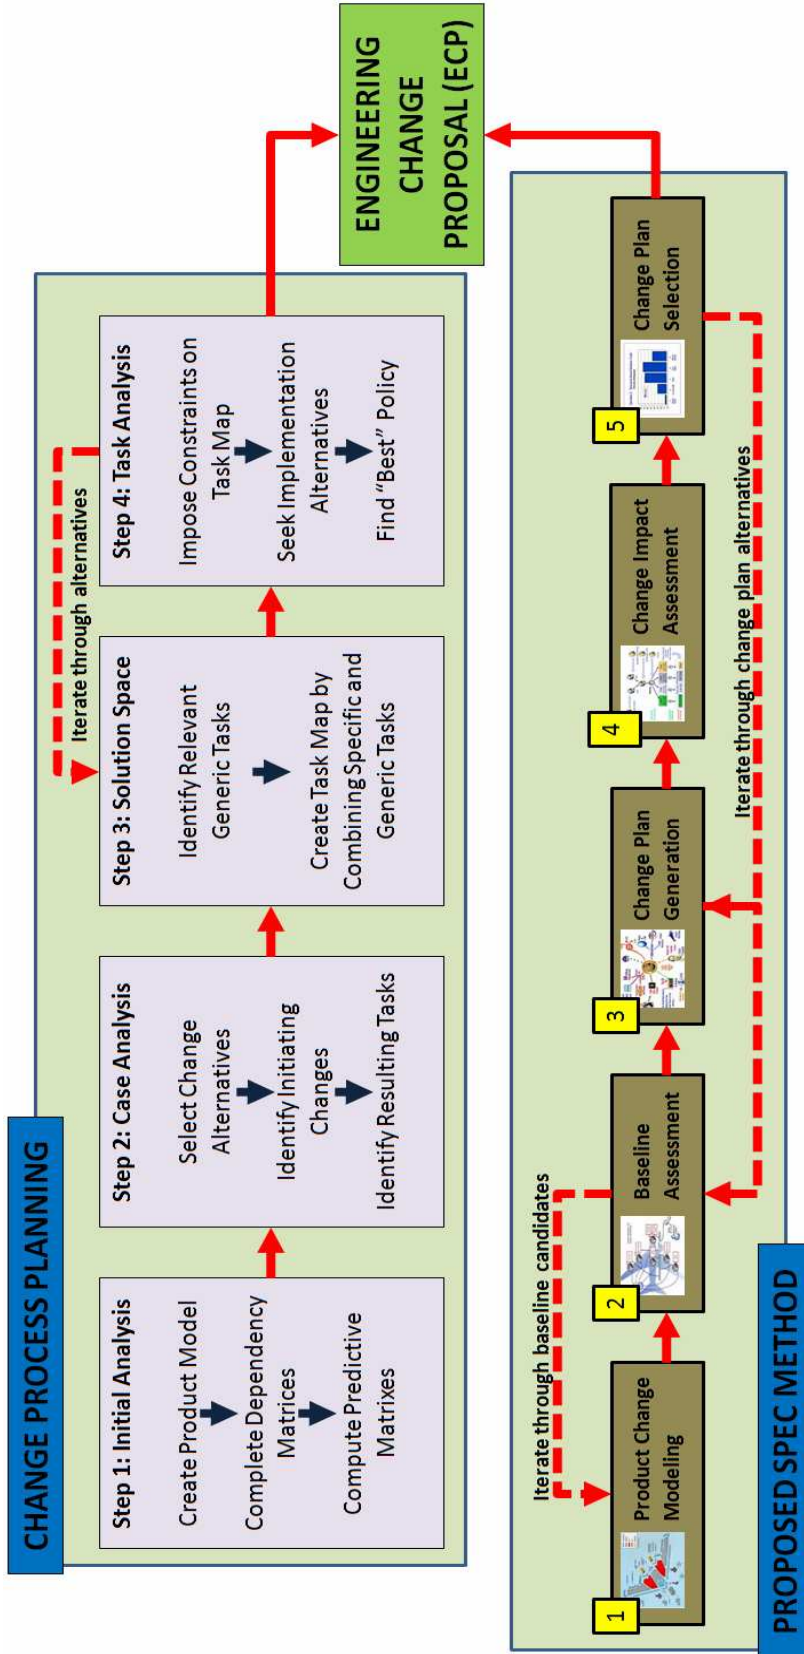 CHANGE PROCESS PLANNING
Step 1: Initial Analysis
Create Product Model
Complete Dependency
Matrices
Compute Predictive
Matrixes
Step 2: Case Analysis
Select Change
Alternatives
Identify Initiating
Changes
Identify Resulting Tasks
Step 3: Solution Space
Identify Relevant
Generic Tasks
Create Task Map by
Combining Specific and
Generic Tasks
Iterate through alternatives
Step 4: Task Analysis
Impose Constraints on
Task Map
Seek Implementation
Alternatives
Find “Best” Policy
ENGINEERING
CHANGE
PROPOSAL (ECP)
Iterate through baseline candidates
1
Product Change
Modeling
2
Baseline
Assessment
3
Change Plan
Generation
4
Change Impact
Assessment
5
Change Plan
Selection
Iterate through change plan alternatives
PROPOSED SPEC METHOD